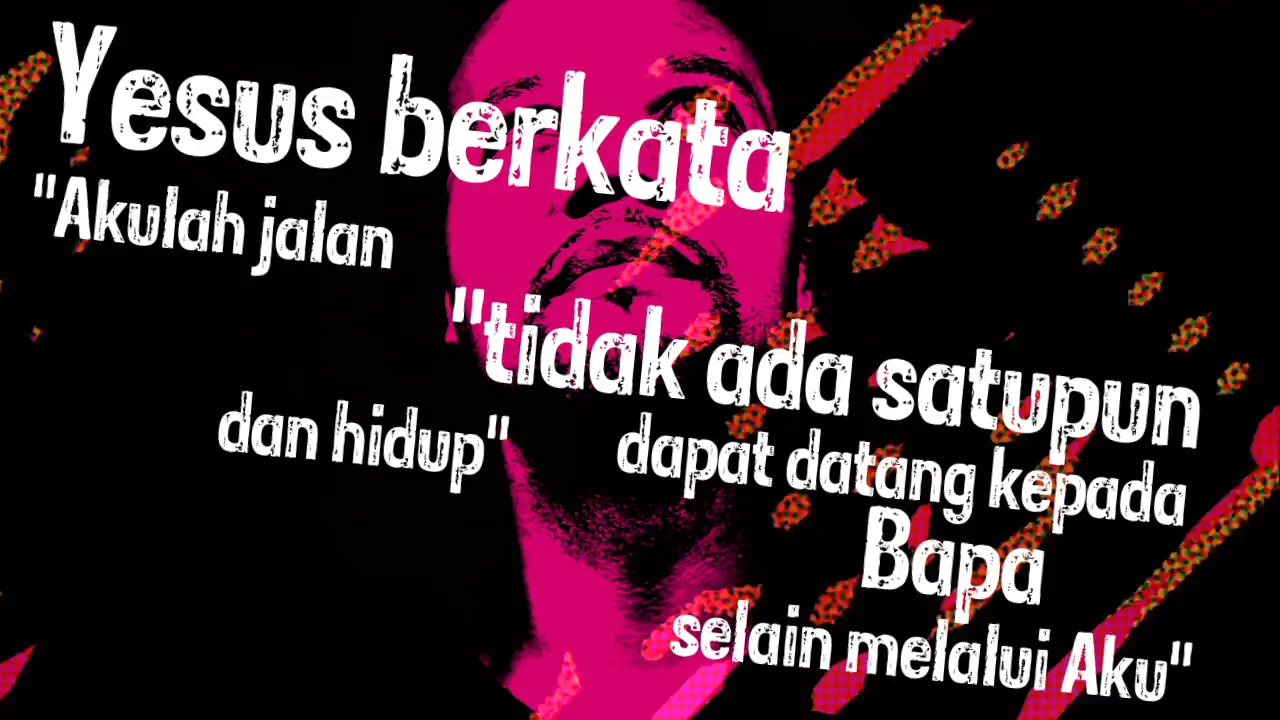 Yesus berkata
"Akulah jalan
dan hidup"
"tidak ada satupun
dapat datang kepada
Bapa
selain melalui Aku"